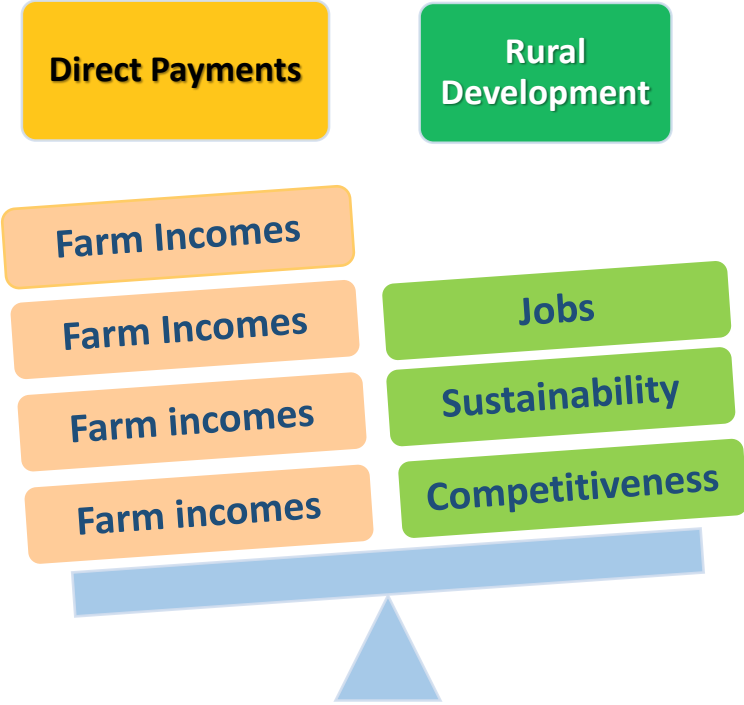 Direct Payments
Rural
Development
Farm Incomes
Farm Incomes
Farm incomes
Farm incomes
Jobs
Sustainability
Competitiveness